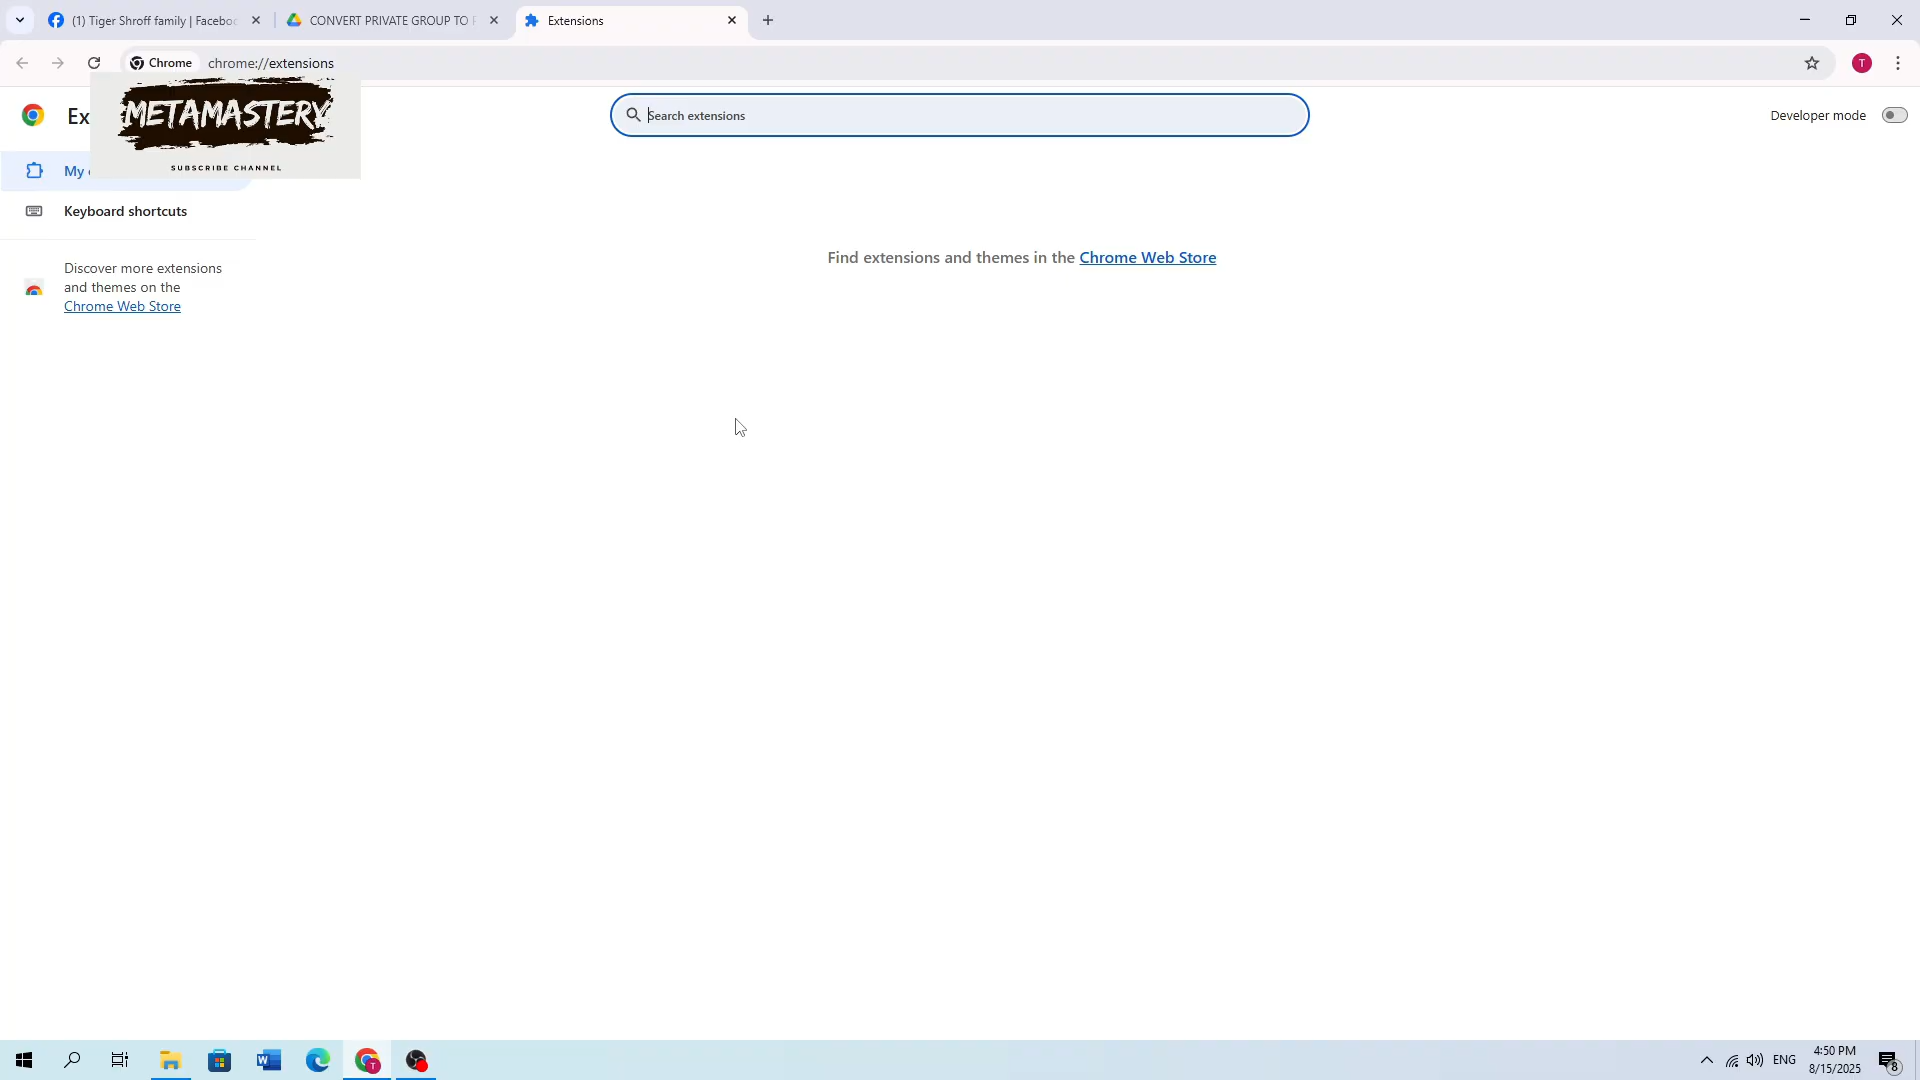 (1) Tiger Shroff family | Faceboo
CONVERT PRIVATE GROUP TO
Extensions
Chrome
chrome://extensions
METAMASTERY
SUBSCRIBE CHANNEL
Ex
Search extensions
Developer mode
My
Keyboard shortcuts
Discover more extensions
and themes on the
Chrome Web Store
Find extensions and themes in the Chrome Web Store
T
W
T
ENG
4:50 PM
8/15/2025
8